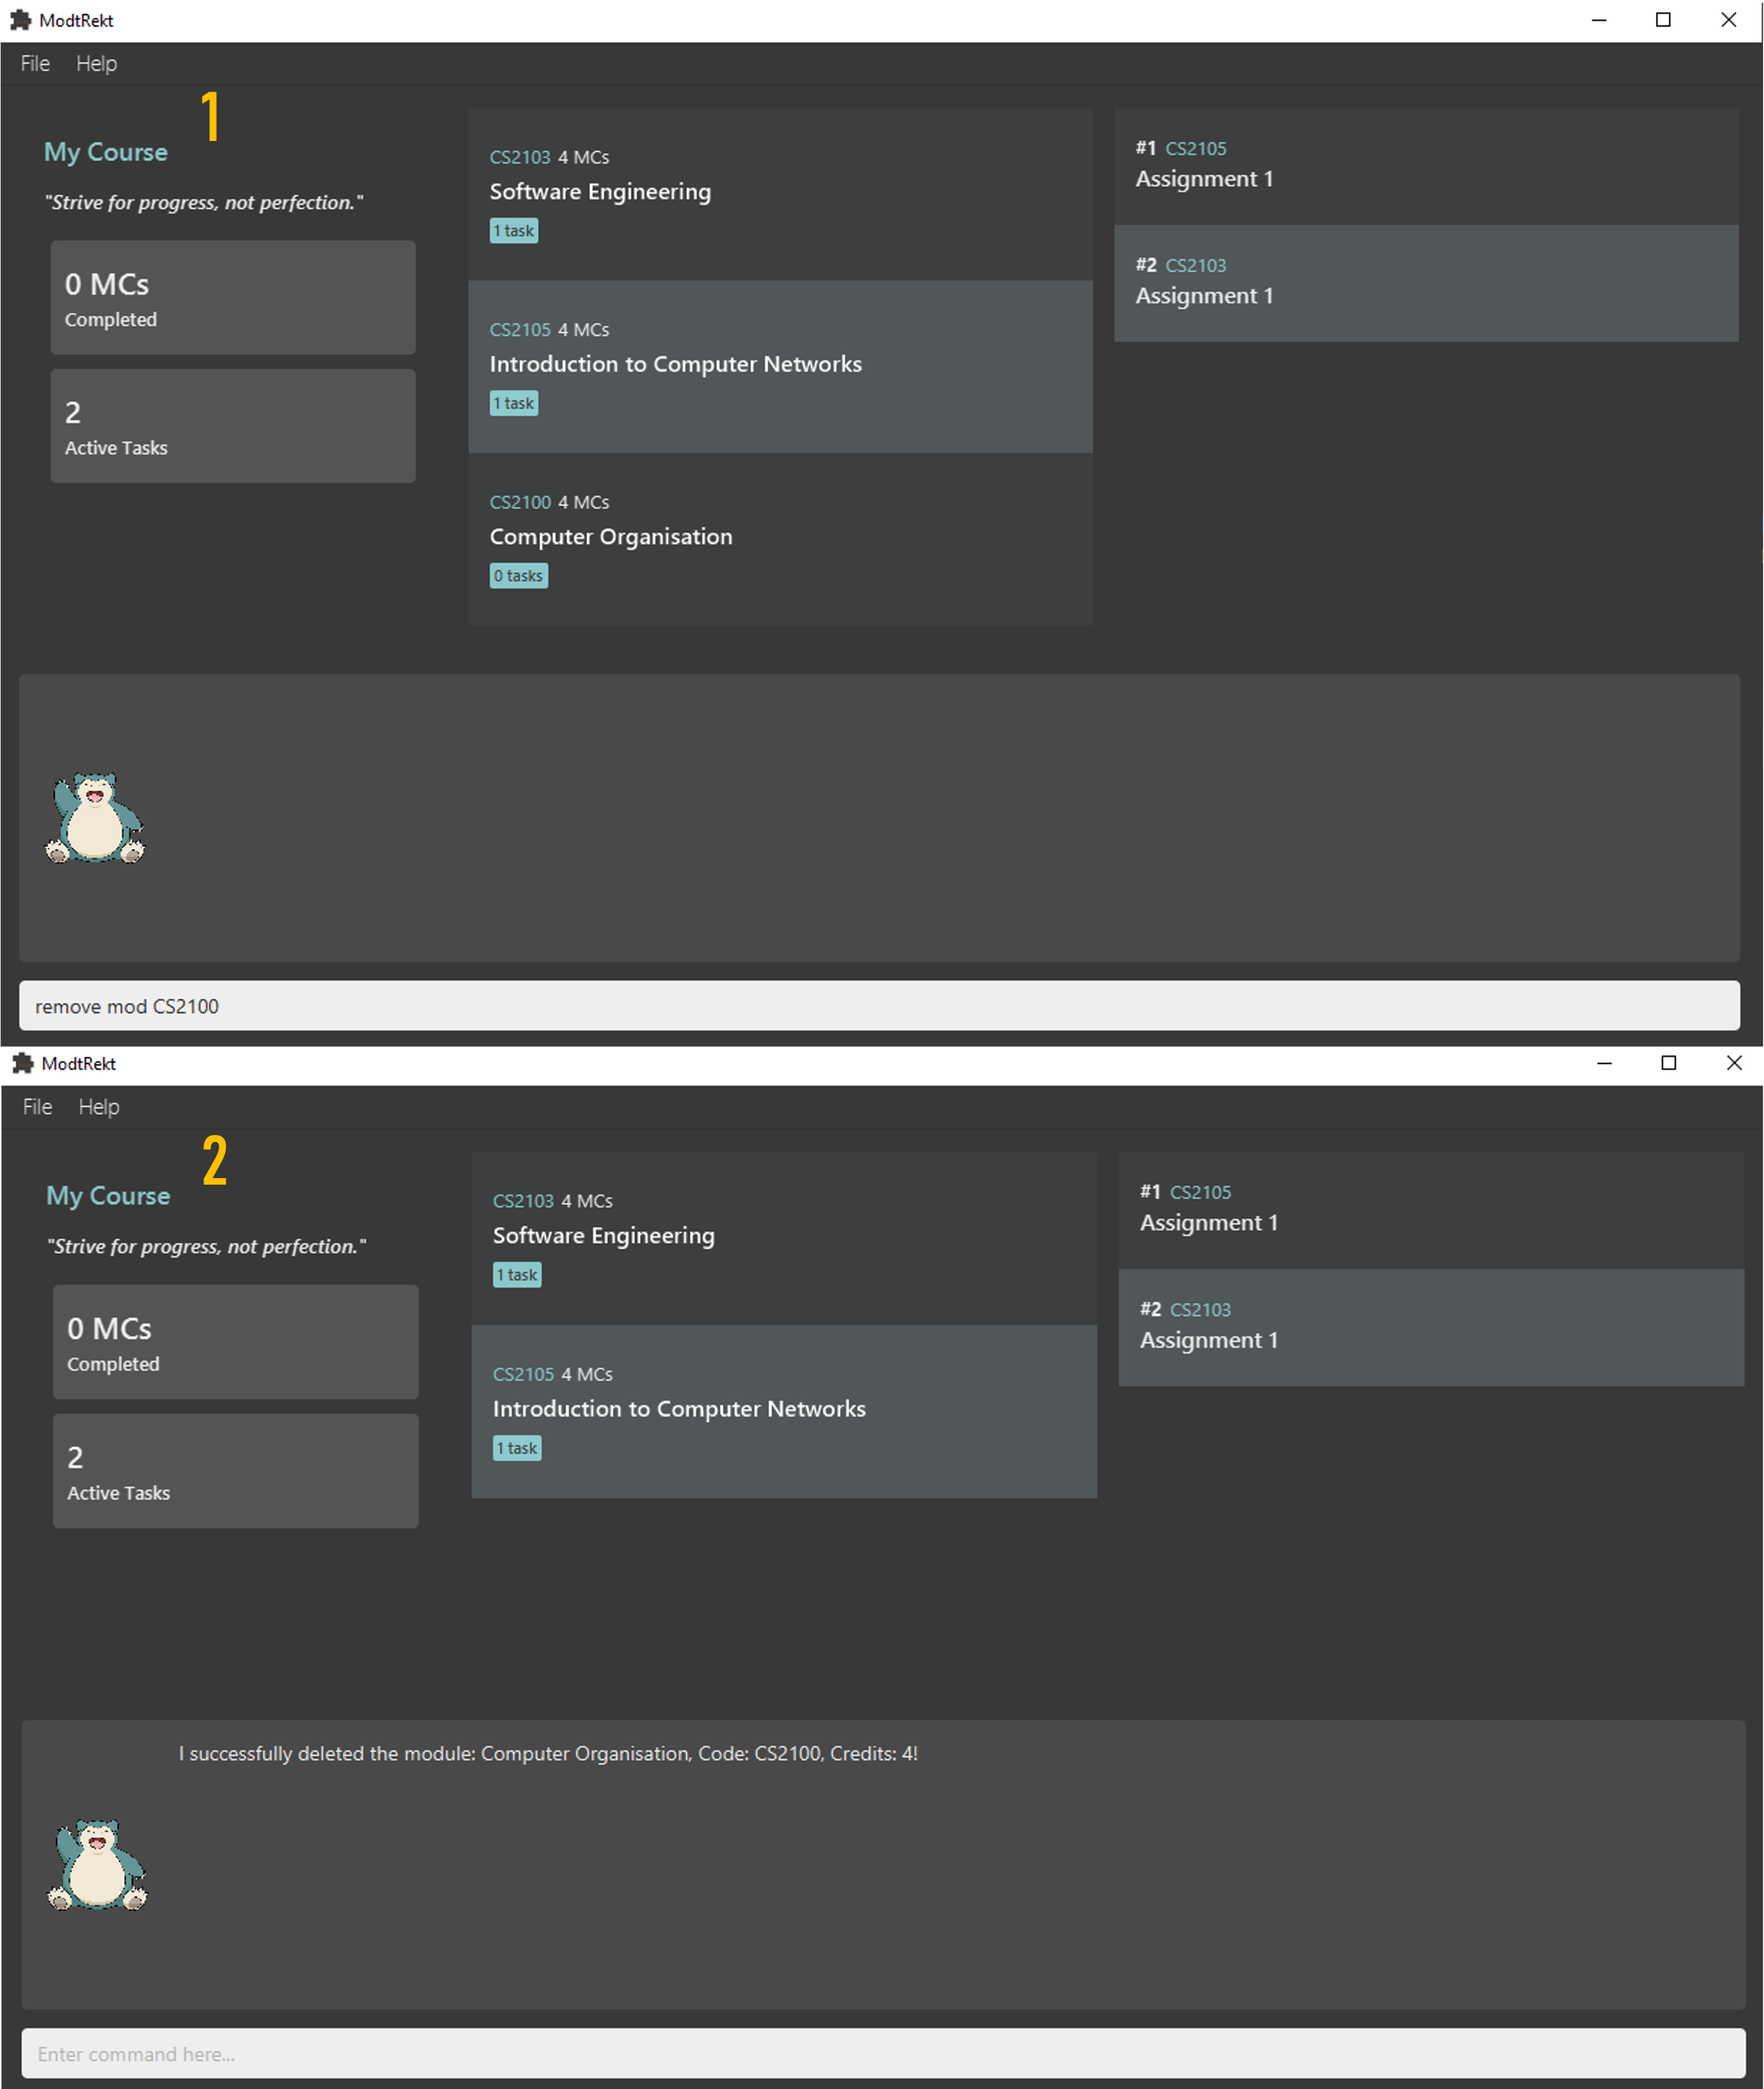 ModtRekt
File Help
1
My Course
"Strive for progress, not perfection."
0 MCs
Completed
2
Active Tasks
CS2103 4 MCs
Software Engineering
1 task
CS2105 4 MCs
Introduction to Computer Networks
1 task
CS2100 4 MCs
Computer Organisation
0 tasks
#1 CS2105
Assignment 1
#2 CS2103
Assignment 1
remove mod CS2100
ModtRekt
File Help
2
My Course
"Strive for progress, not perfection."
0 MCs
Completed
2
Active Tasks
CS2103 4 MCs
Software Engineering
1 task
CS2105 4 MCs
Introduction to Computer Networks
1 task
#1 CS2105
Assignment 1
#2 CS2103
Assignment 1
I successfully deleted the module: Computer Organisation, Code: CS2100, Credits: 4!
Enter command here...